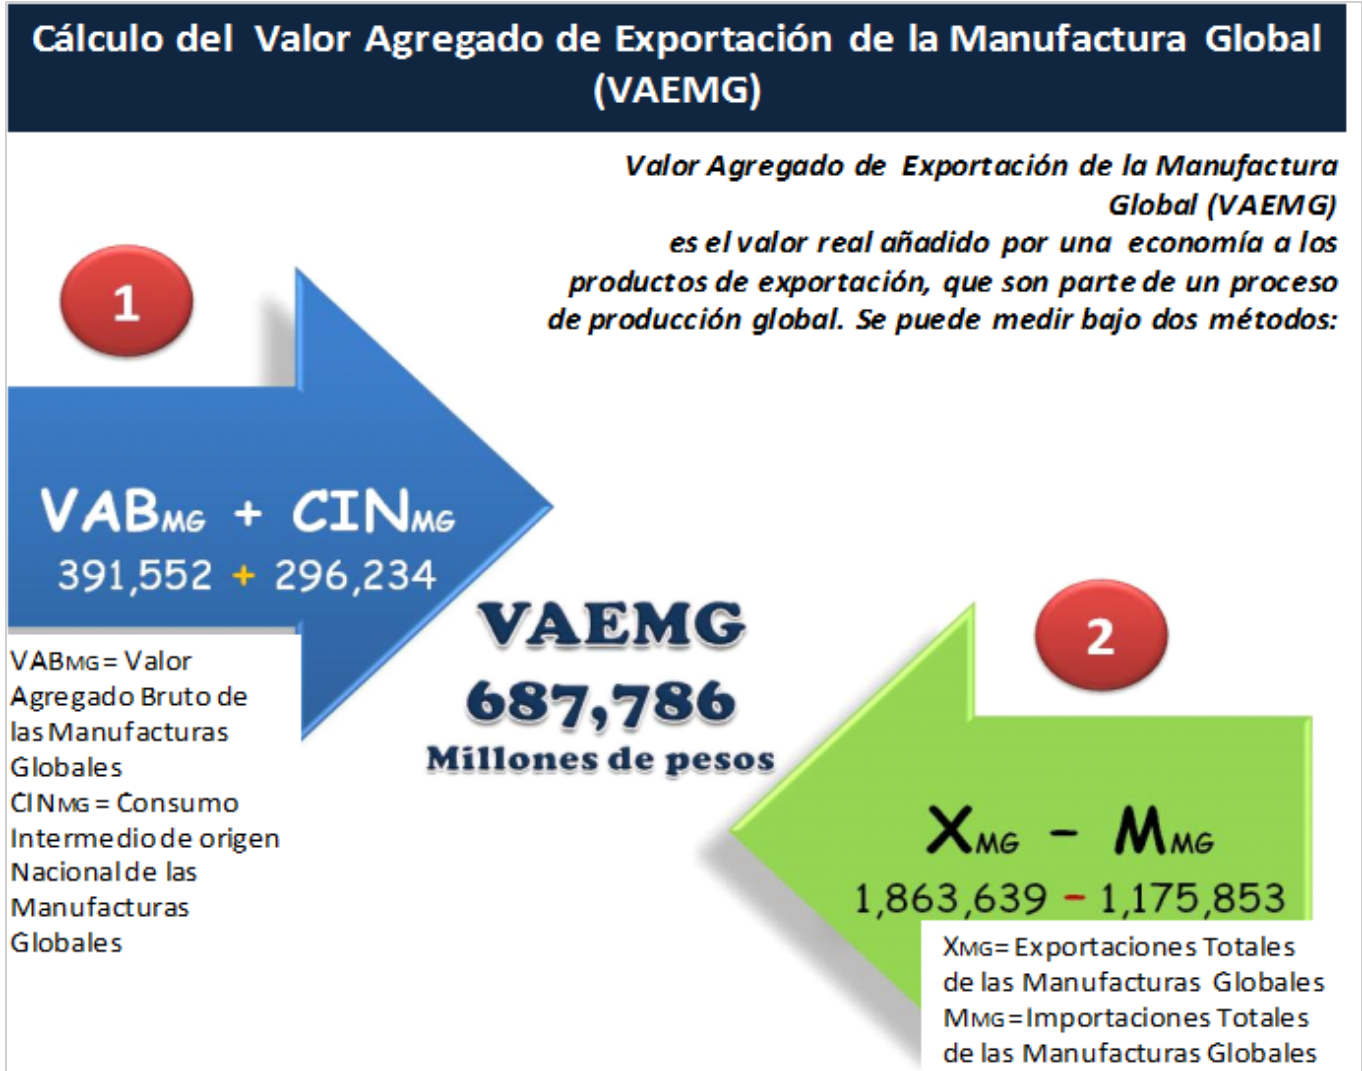 Cálculo del Valor Agregado de Exportación de la Manufactura Global
(VAEMG)
Valor Agregado de Exportación de la Manufactura
Global (VAEMG)
es el valor real añadido por una economía a los
productos de exportación, que son parte de un proceso
de producción global. Se puede medir bajo dos métodos:
1
VABMG + CINMG
391,552 + 296,234
VABMG= Valor
Agregado Bruto de
las Manufacturas
Globales
CINMG = Consumo
Intermedio de origen
Nacional de las
Manufacturas
Globales
VAEMG
687,786
Millones de pesos
2
XMG - MMG
1,863,639 - 1,175,853
XMG= Exportaciones Totales
de las Manufacturas Globales
MMG=Importaciones Totales
de las Manufacturas Globales